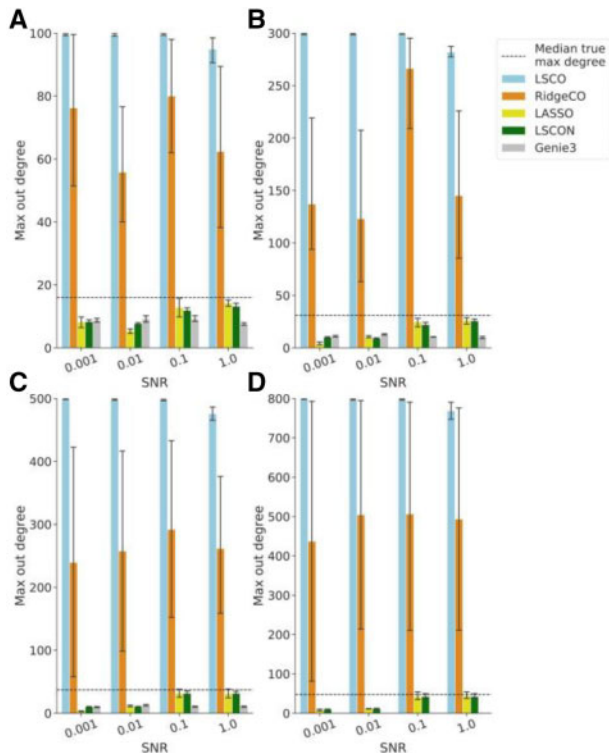 A
100
80
60
40
20
0
Max out degree
0.001
0.01
0.1
1.0
SNR
B
300
250
200
150
100
50
0
Max out degree
0.001
0.01
0.1
1.0
SNR
Median true
max degree
LSCO
RidgeCO
LASSO
LSCON
Genie3
C
500
400
300
200
100
0
Max out degree
0.001
0.01
0.1
1.0
SNR
D
800
700
600
500
400
300
200
100
0
Max out degree
0.001
0.01
0.1
1.0
SNR